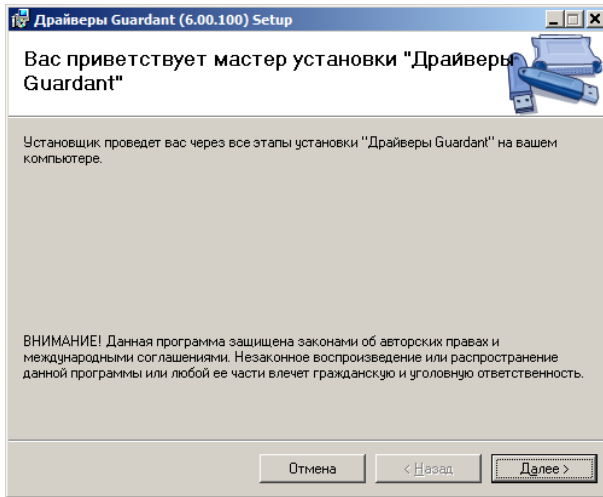 Драйверы Guardant (6.00.100) Setup
Вас приветствует мастер установки "Драйверы
Guardant"
Установщик проведет вас через все этапы установки "Драйверы Guardant" на вашем
компьютере.
ВНИМАНИЕ! Данная программа защищена законами об авторских правах и
международными соглашениями. Незаконное воспроизведение или распространение
данной программы или любой ее части влечет гражданскую и уголовную ответственность.
Отмена
< Назад
Далее >